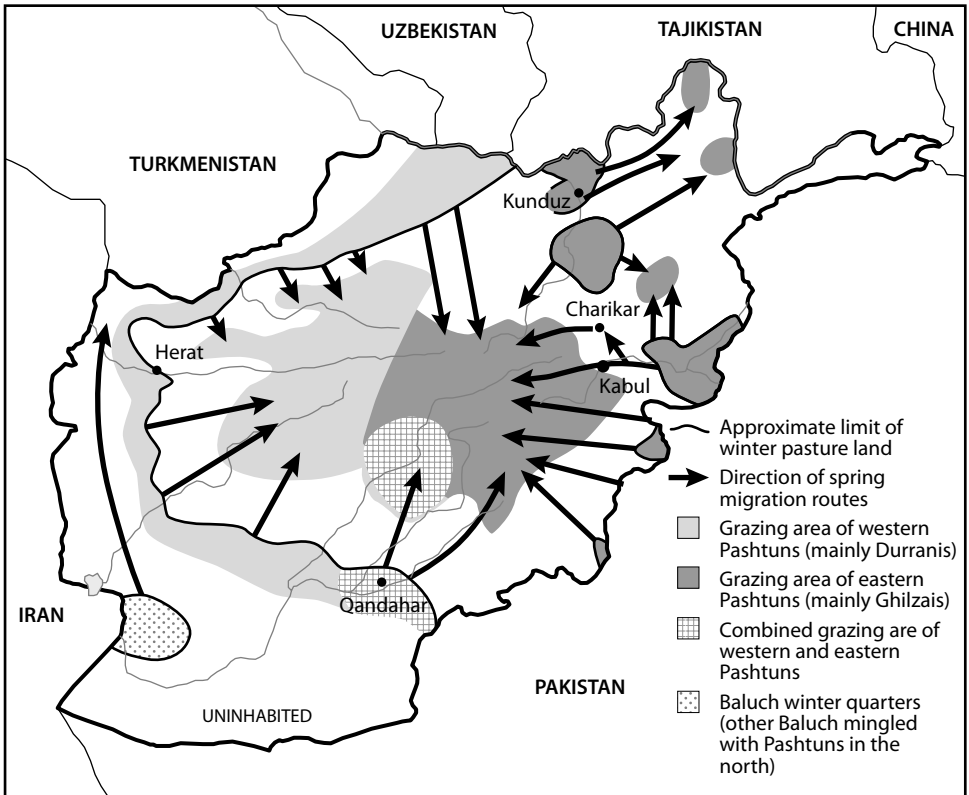 UZBEKISTAN
TAJIKISTAN
CHINA
TURKMENISTAN
Kunduz
Charikar
Herat
Kabul
Approximate limit of
winter pasture land
Direction of spring
migration routes
Grazing area of western
Pashtuns (mainly Durranis)
Grazing area of eastern
Pashtuns (mainly Ghilzais)
Combined grazing are of
western and eastern
Pashtuns
Baluch winter quarters
(other Baluch mingled
with Pashtuns in the
north)
Qandahar
IRAN
PAKISTAN
UNINHABITED